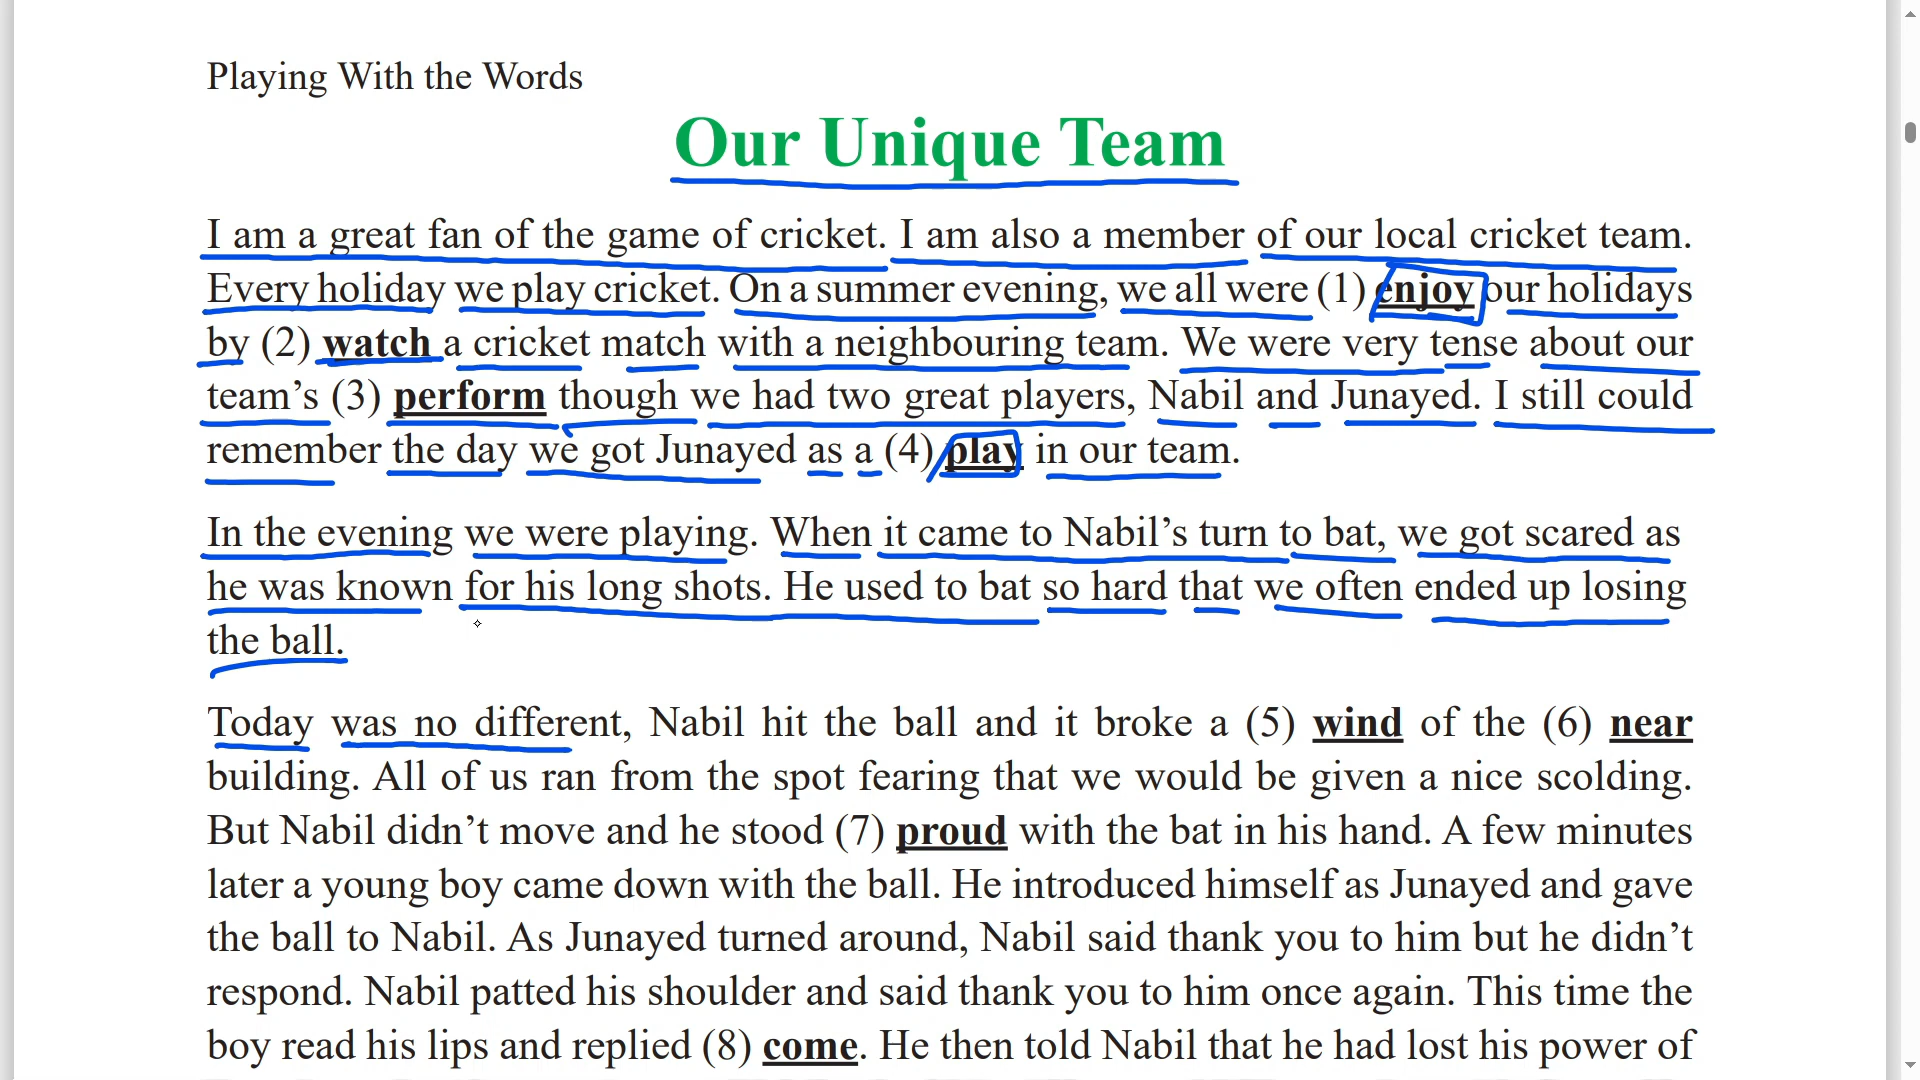 Playing With the Words
Our Unique Team
I am a great fan of the game of cricket. I am also a member of our local cricket team.
Every holiday we play cricket. On a summer evening, we all were (1) enjoy our holidays
by (2) watch a cricket match with a neighbouring team. We were very tense about our
team’s (3) perform though we had two great players, Nabil and Junayed. I still could
remember the day we got Junayed as a (4) play in our team.
In the evening we were playing. When it came to Nabil’s turn to bat, we got scared as
he was known for his long shots. He used to bat so hard that we often ended up losing
the ball.
Today was no different, Nabil hit the ball and it broke a (5) wind of the (6) near
building. All of us ran from the spot fearing that we would be given a nice scolding.
But Nabil didn’t move and he stood (7) proud with the bat in his hand. A few minutes
later a young boy came down with the ball. He introduced himself as Junayed and gave
the ball to Nabil. As Junayed turned around, Nabil said thank you to him but he didn’t
respond. Nabil patted his shoulder and said thank you to him once again. This time the
boy read his lips and replied (8) come. He then told Nabil that he had lost his power of